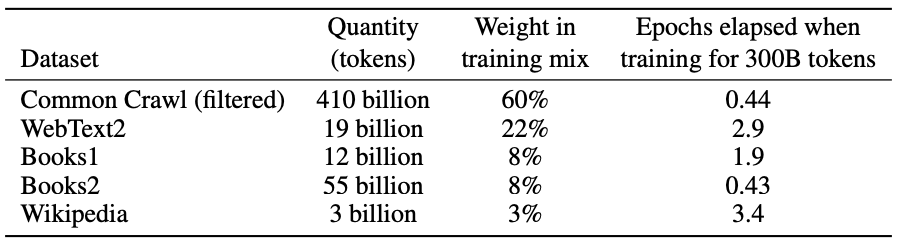 Quantity Weight in Epochs elapsed when
Dataset (tokens) training mix training for 300B tokens
Common Crawl (filtered) 410 billion 60% 0.44
WebText2 19 billion 22% 2.9
Books1 12 billion 8% 1.9
Books2 55 billion 8% 0.43
Wikipedia 3 billion 3% 3.4